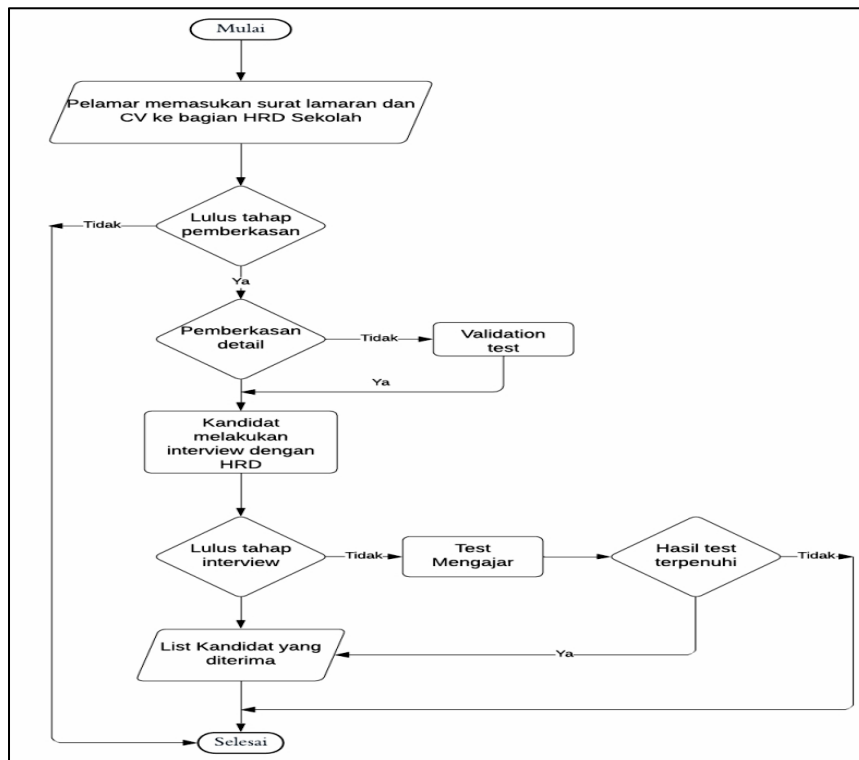 Mulai
Pelamar memasukan surat lamaran dan
CV ke bagian HRD Sekolah
Lulus tahap
pemberkasan
Tidak
Ya
Pemberkasan
detail
Tidak
Validation
test
Ya
Kandidat
melakukan
interview dengan
HRD
Lulus tahap
interview
Tidak
Test
Mengajar
Hasil test
terpenuhi
Tidak
List Kandidat yang
diterima
Ya
Selesai